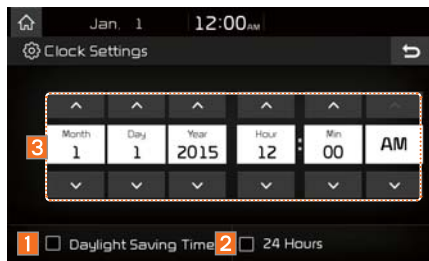 Jan. 1 12:00AM
Clock Settings
Month Day Year Hour Min
3 1 1 2015 12 : 00 AM
1 Daylight Saving Time 2 24 Hours